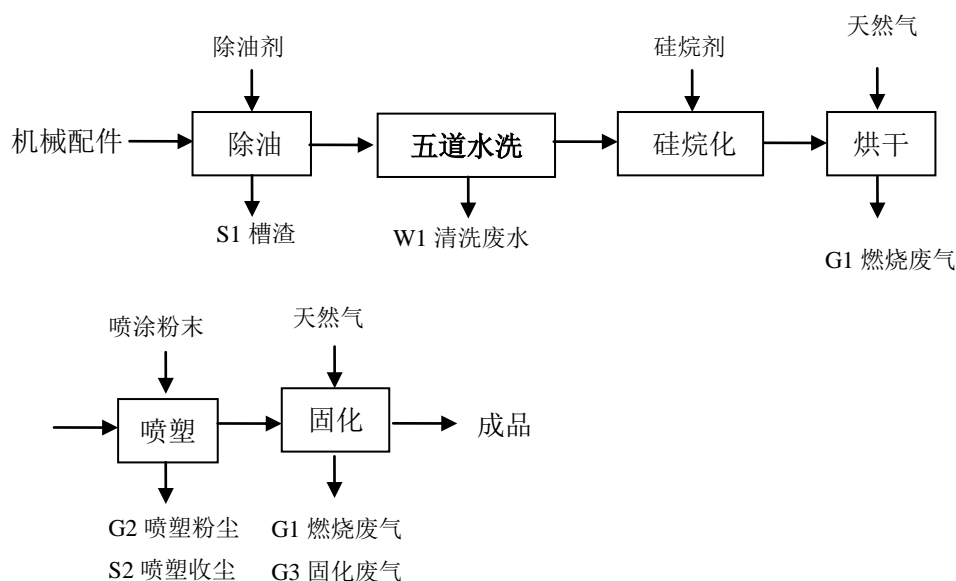 除油剂
硅烷剂
天然气
机械配件
除油
五道水洗
硅烷化
烘干
S1 槽渣
W1 清洗废水
G1 燃烧废气
喷涂粉末
天然气
喷塑
固化
成品
G2 喷塑粉尘
G1 燃烧废气
S2 喷塑收尘
G3 固化废气